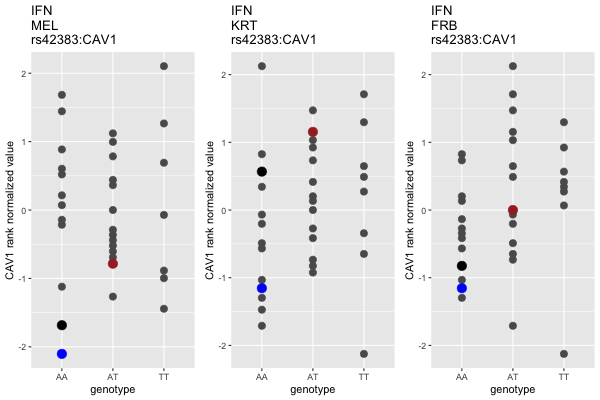 IFN
MEL
rs42383:CAV1
CAV1 rank normalized value
2
1
0
-1
-2
AA
AT
TT
genotype
IFN
KRT
rs42383:CAV1
CAV1 rank normalized value
2
1
0
-1
-2
AA
AT
TT
genotype
IFN
FRB
rs42383:CAV1
CAV1 rank normalized value
2
1
0
-1
-2
AA
AT
TT
genotype